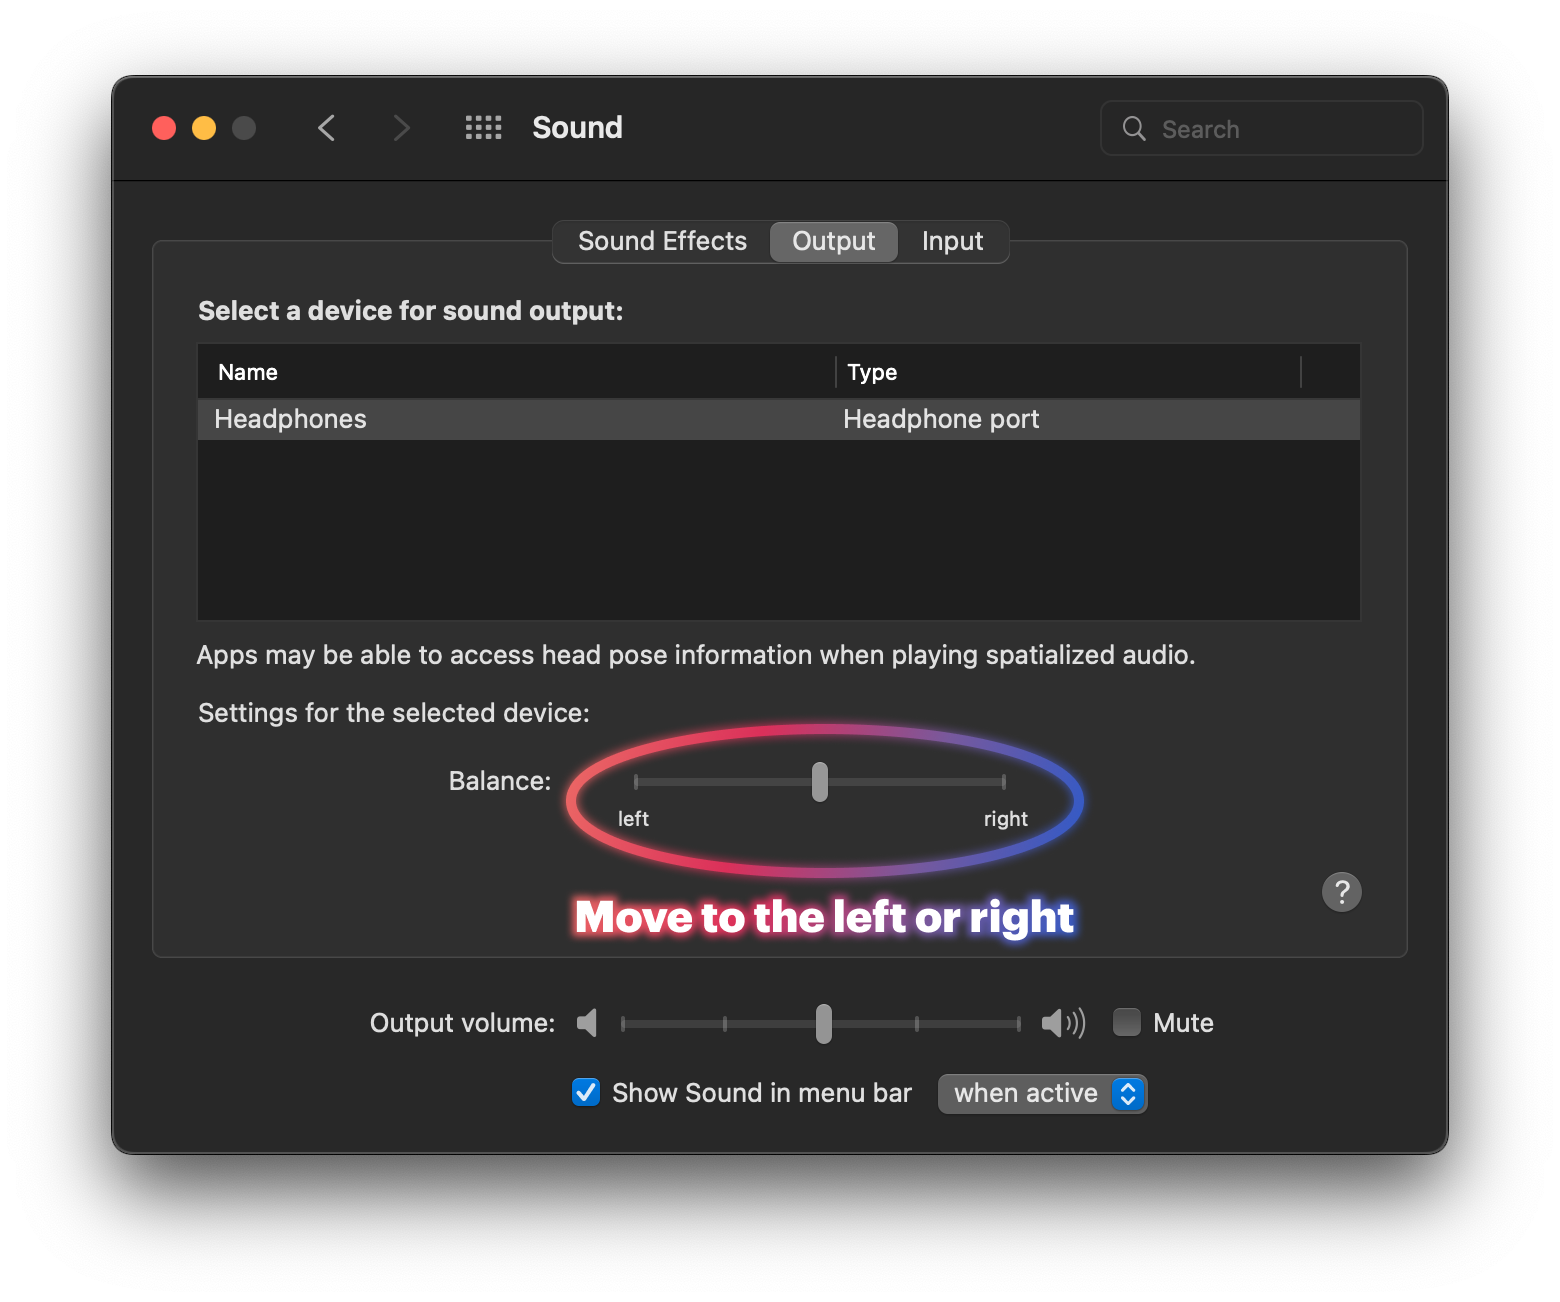 Sound
Search
Sound Effects Output Input
Select a device for sound output:
Name Type
Headphones Headphone port
Apps may be able to access head pose information when playing spatialized audio.
Settings for the selected device:
Balance:
left right
?
Move to the left or right
Output volume: Mute
Show Sound in menu bar when active